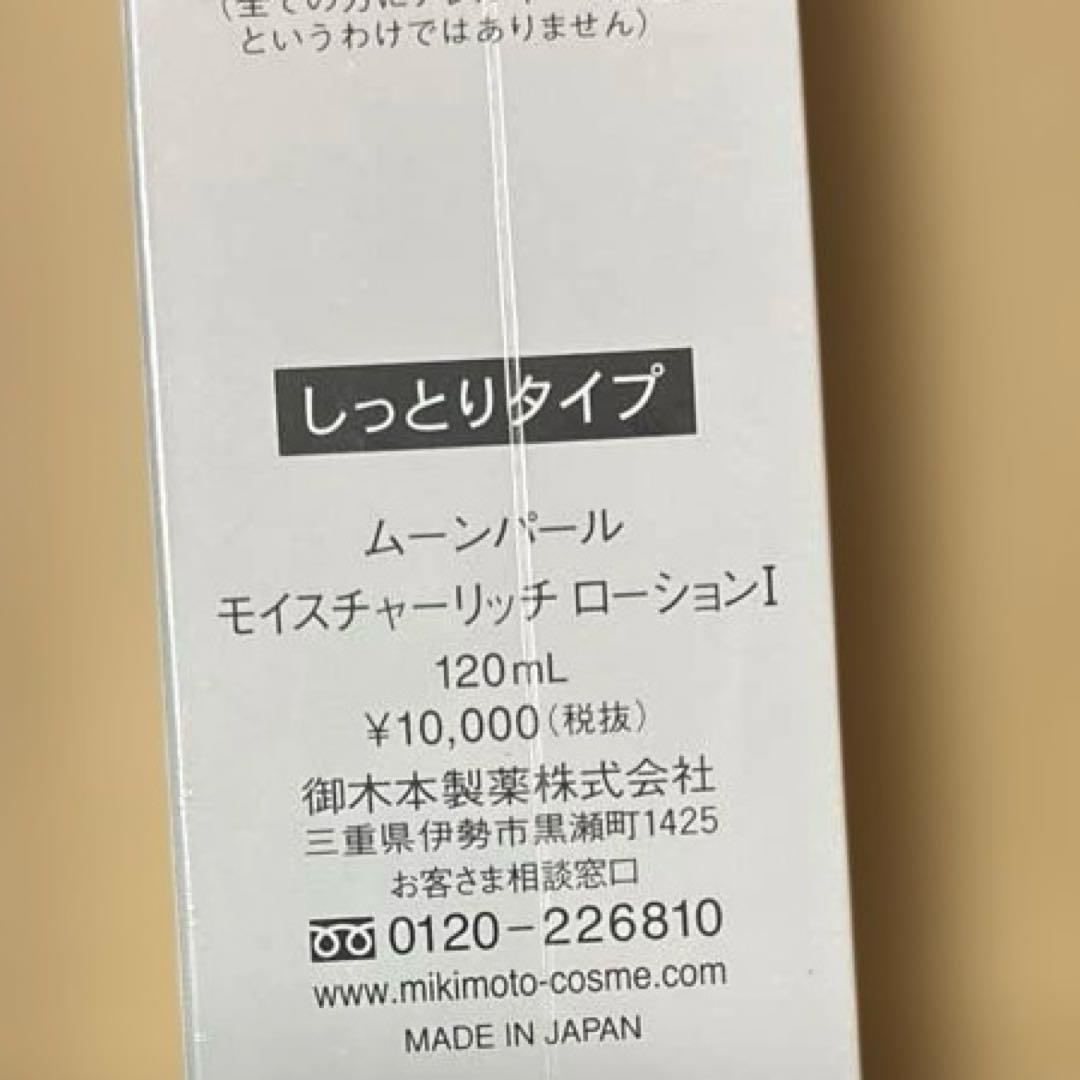 というわけではありません）
しっとりタイプ
ムーンパール
モイスチャーリッチ ローションI
120mL
¥10,000（税抜）
御木本製薬株式会社
三重県伊勢市黒瀬町1425
お客さま相談窓口
0120-226810
www.mikimoto-cosme.com
MADE IN JAPAN